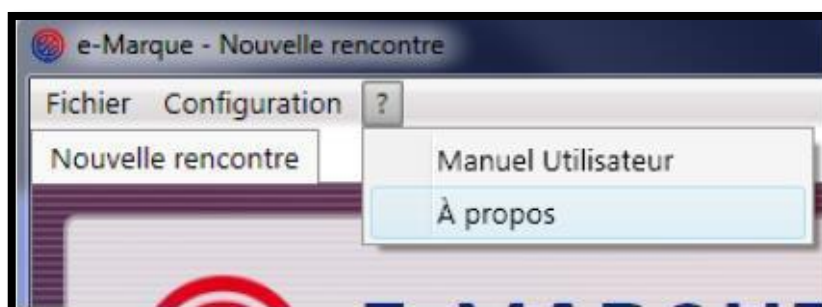 e-Marque - Nouvelle rencontre
Fichier Configuration ?
Nouvelle rencontre
Manuel Utilisateur
À propos